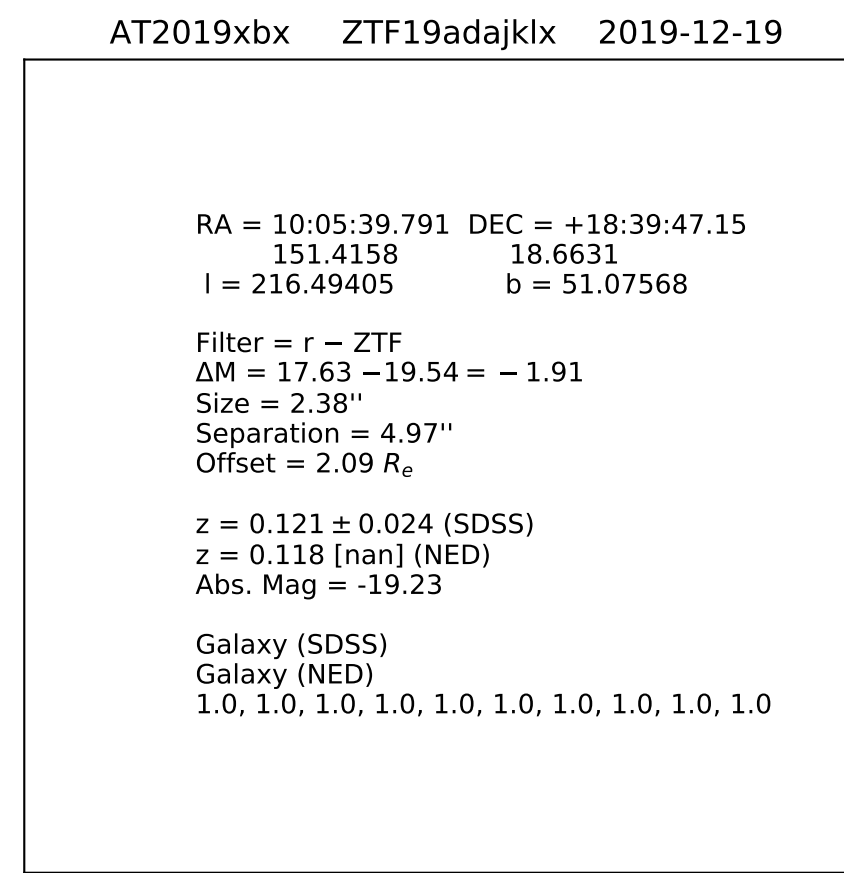 AT2019xbx ZTF19adajklx 2019-12-19
RA = 10:05:39.791 DEC = +18:39:47.15
151.4158 18.6631
l = 216.49405 b = 51.07568
Filter = r − ZTF
ΔM = 17.63 −19.54 = − 1.91
Size = 2.38''
Separation = 4.97''
Offset = 2.09 Rₑ
z = 0.121 ± 0.024 (SDSS)
z = 0.118 [nan] (NED)
Abs. Mag = -19.23
Galaxy (SDSS)
Galaxy (NED)
1.0, 1.0, 1.0, 1.0, 1.0, 1.0, 1.0, 1.0, 1.0, 1.0